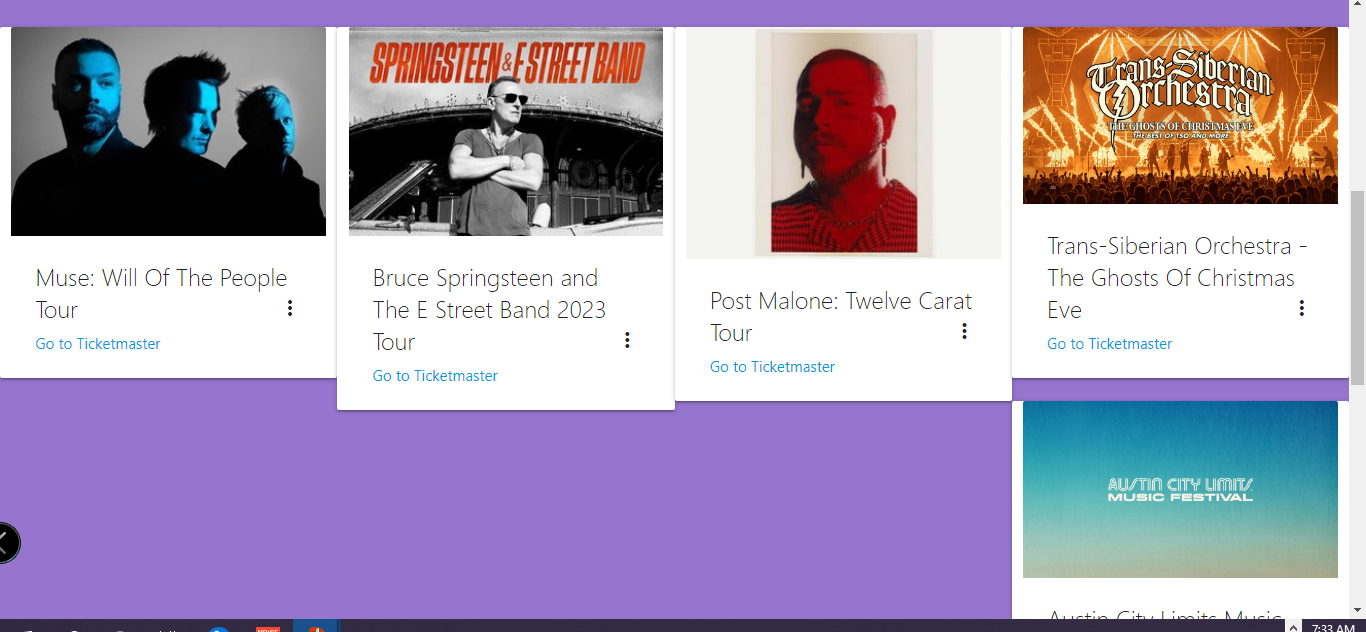 Muse: Will Of The People
Tour
Go to Ticketmaster
SPRINGSTEEN & E STREET BAND
Bruce Springsteen and
The E Street Band 2023
Tour
Go to Ticketmaster
Post Malone: Twelve Carat
Tour
Go to Ticketmaster
Trans-Siberian
Orchestra
THE GHOSTS OF CHRISTMAS EVE
THE BEST OF TSO AND MORE
Trans-Siberian Orchestra -
The Ghosts Of Christmas
Eve
Go to Ticketmaster
AUSTIN CITY LIMITS
MUSIC FESTIVAL
Austin City Limits Music
7:33 AM